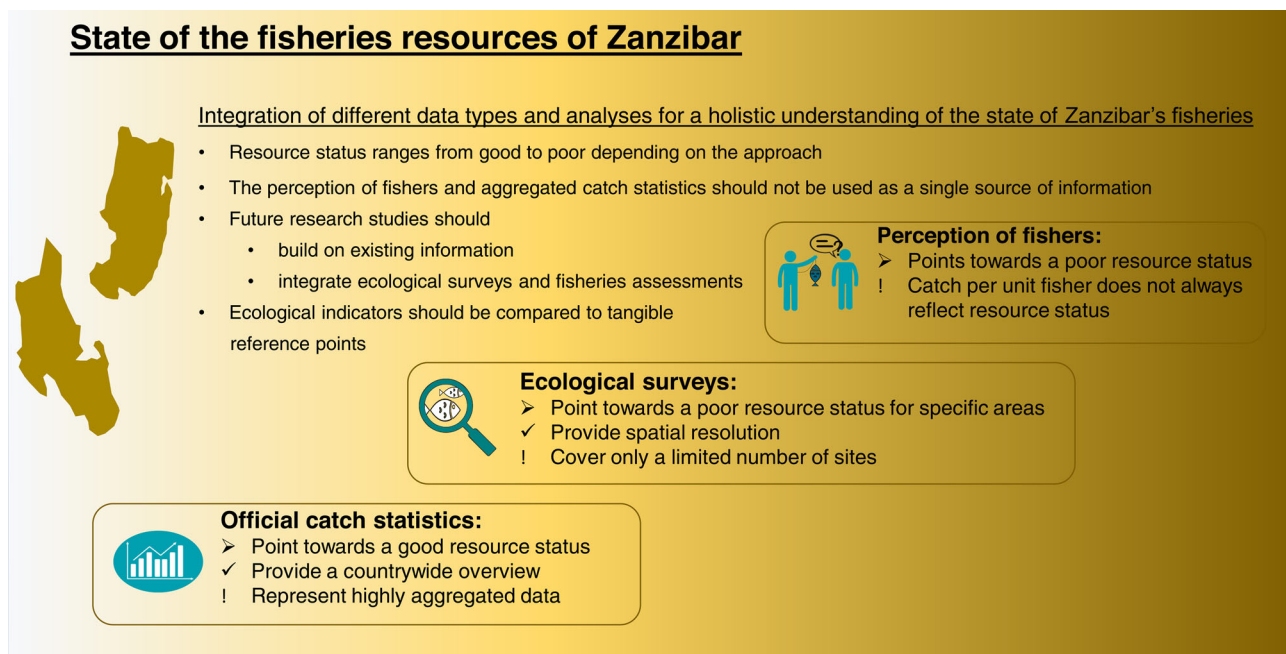 State of the fisheries resources of Zanzibar
Integration of different data types and analyses for a holistic understanding of the state of Zanzibar's fisheries
• Resource status ranges from good to poor depending on the approach
• The perception of fishers and aggregated catch statistics should not be used as a single source of information
• Future research studies should
• build on existing information
• integrate ecological surveys and fisheries assessments
• Ecological indicators should be compared to tangible
reference points
Perception of fishers:
➢ Points towards a poor resource status
! Catch per unit fisher does not always
reflect resource status
Ecological surveys:
➢ Point towards a poor resource status for specific areas
✓ Provide spatial resolution
! Cover only a limited number of sites
Official catch statistics:
➢ Point towards a good resource status
✓ Provide a countrywide overview
! Represent highly aggregated data